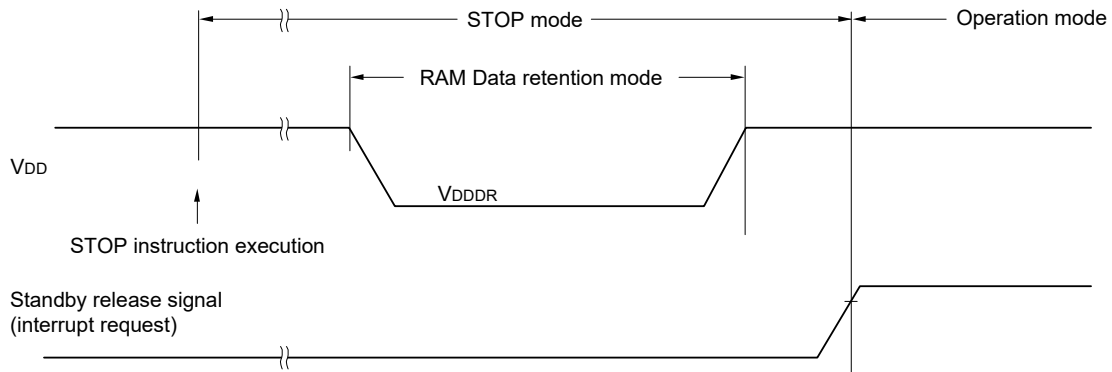 STOP mode
Operation mode
RAM Data retention mode
VDD
VDDDR
STOP instruction execution
Standby release signal
(interrupt request)